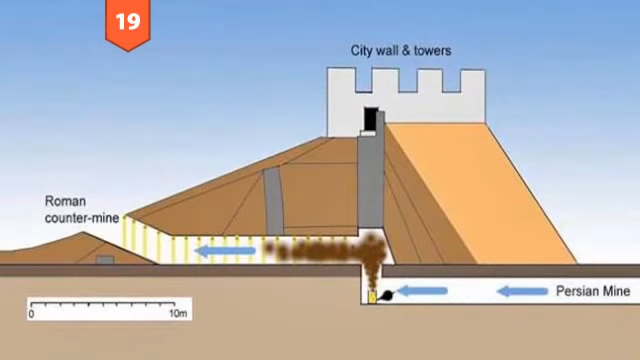 19
City wall & towers
Roman
counter-mine
Persian Mine
0
10m